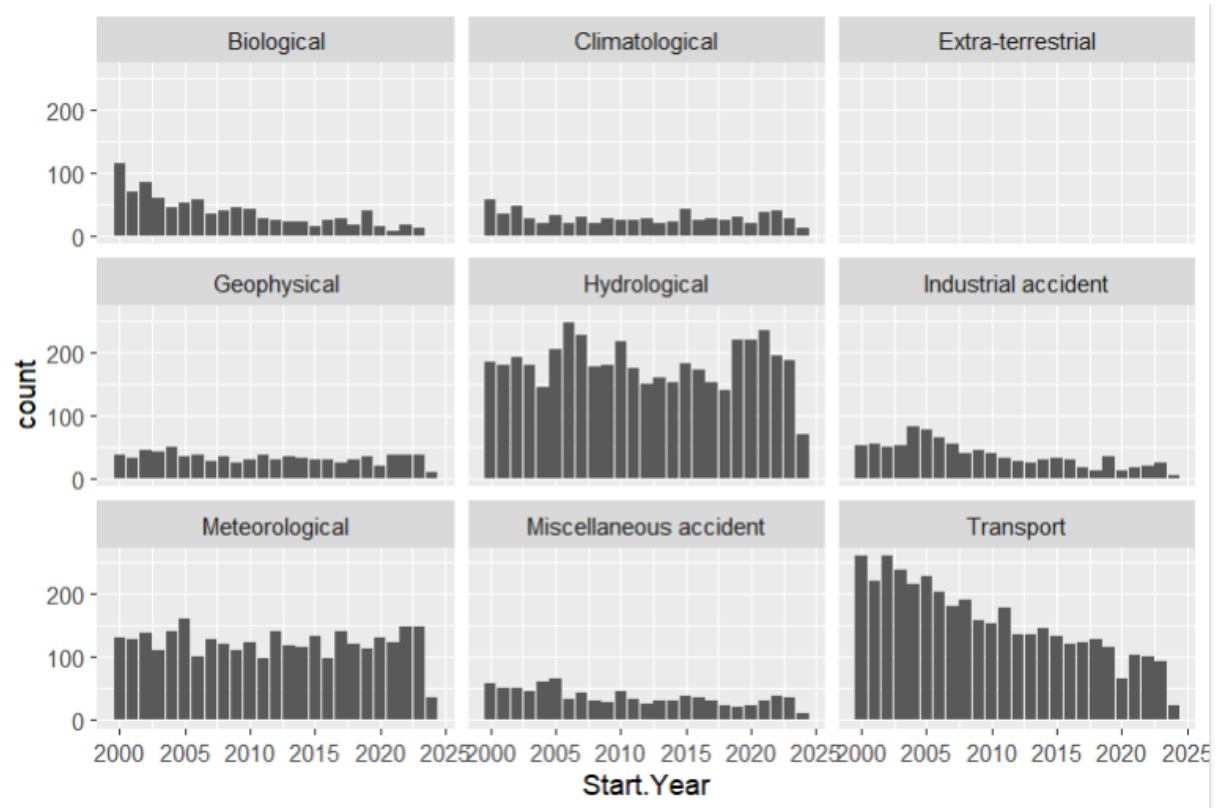 Biological Climatological Extra-terrestrial
200
100
0
Geophysical Hydrological Industrial accident
200
100
0
count
Meteorological Miscellaneous accident Transport
200
100
0
2000 2005 2010 2015 2020 2025 2000 2005 2010 2015 2020 2025 2000 2005 2010 2015 2020 2025
Start.Year